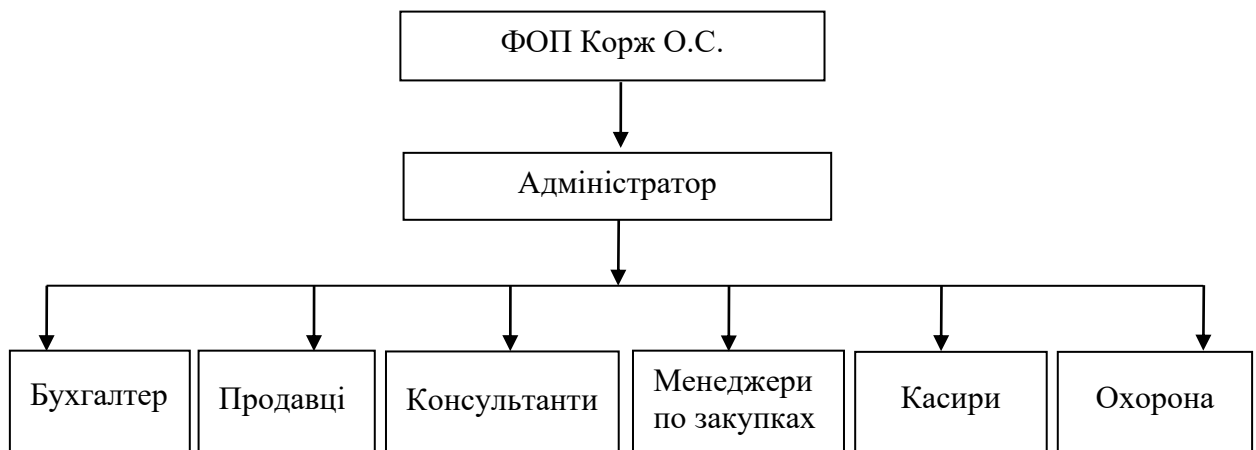 ФОП Корж О.С.
Адміністратор
Бухгалтер
Продавці
Консультанти
Менеджери
по закупках
Касири
Охорона